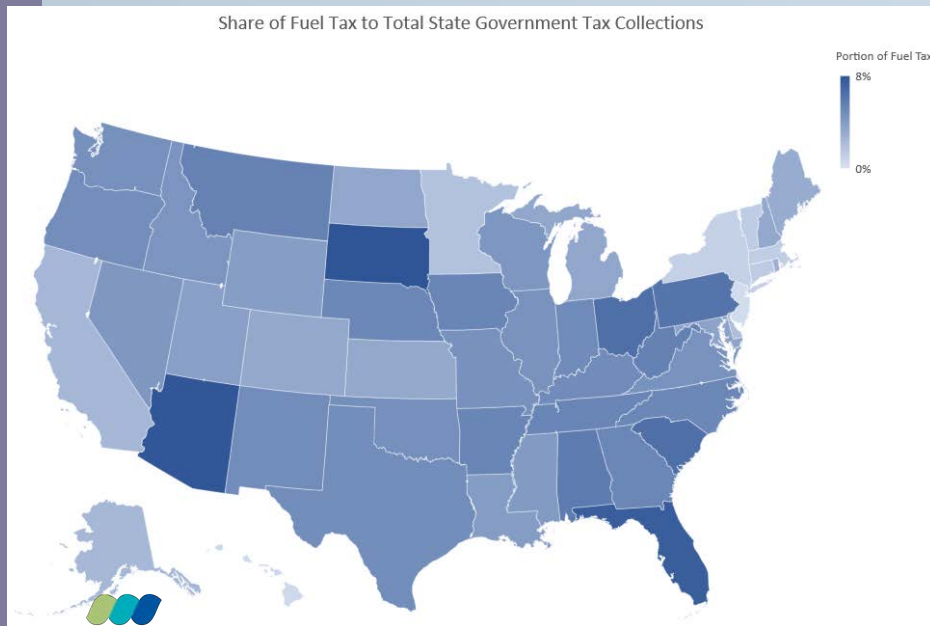 Share of Fuel Tax to Total State Government Tax Collections
Portion of Fuel Tax
8%
0%